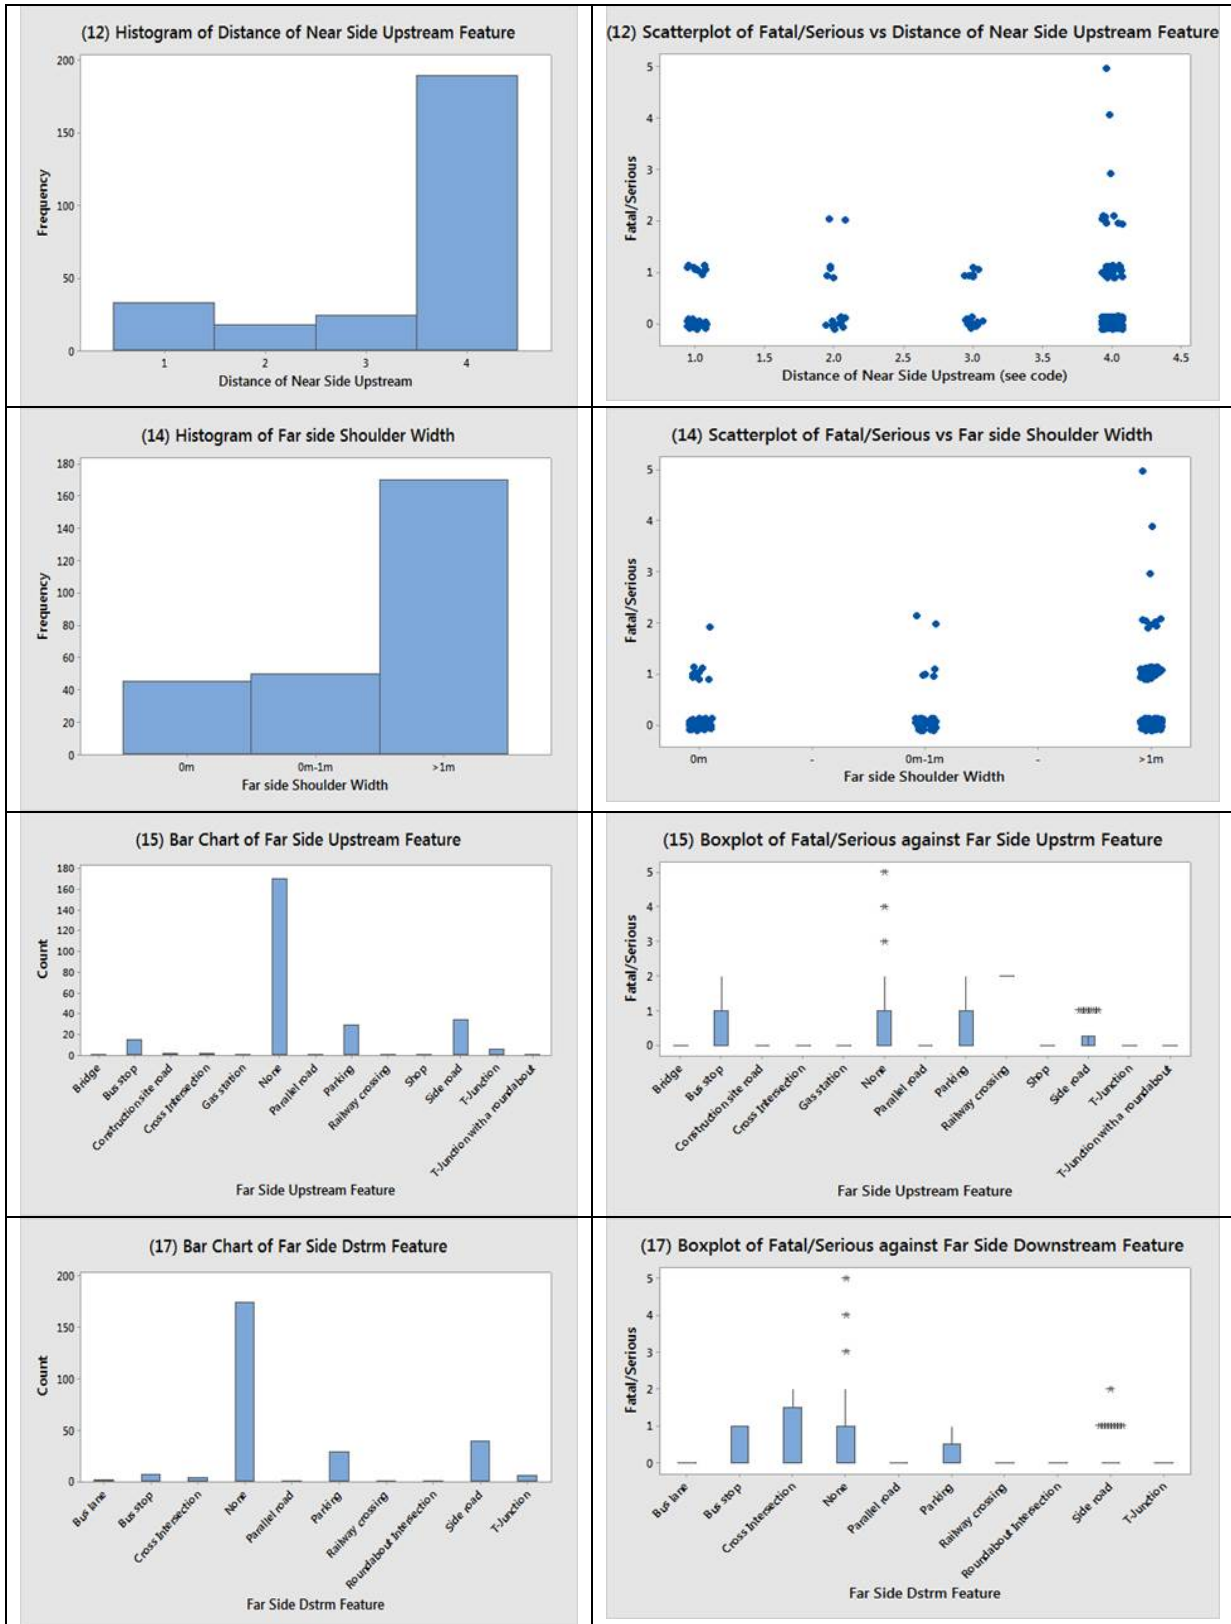 (12) Histogram of Distance of Near Side Upstream Feature
200
150
100
50
0
Frequency
1 2 3 4
Distance of Near Side Upstream
(12) Scatterplot of Fatal/Serious vs Distance of Near Side Upstream Feature
5
4
3
2
1
0
Fatal/Serious
1.0 1.5 2.0 2.5 3.0 3.5 4.0 4.5
Distance of Near Side Upstream (see code)
(14) Histogram of Far side Shoulder Width
180
160
140
120
100
80
60
40
20
0
Frequency
0m 0m-1m >1m
Far side Shoulder Width
(14) Scatterplot of Fatal/Serious vs Far side Shoulder Width
5
4
3
2
1
0
Fatal/Serious
0m - 0m-1m - >1m
Far side Shoulder Width
(15) Bar Chart of Far Side Upstream Feature
180
160
140
120
100
80
60
40
20
0
Count
Bridge
Bus stop
Construction site road
Cross Intersection
Gas station
None
Parallel road
Parking
Railway crossing
Shop
Side road
T-Junction
T-Junction with a roundabout
Far Side Upstream Feature
(15) Boxplot of Fatal/Serious against Far Side Upstrm Feature
5
4
3
2
1
0
Fatal/Serious
Bridge
Bus stop
Construction site road
Cross Intersection
Gas station
None
Parallel road
Parking
Railway crossing
Shop
Side road
T-Junction
T-Junction with a roundabout
Far Side Upstream Feature
(17) Bar Chart of Far Side Dstrm Feature
200
150
100
50
0
Count
Bus lane
Bus stop
Cross Intersection
None
Parallel road
Parking
Railway crossing
Roundabout Intersection
Side road
T-Junction
Far Side Dstrm Feature
(17) Boxplot of Fatal/Serious against Far Side Downstream Feature
5
4
3
2
1
0
Fatal/Serious
Bus lane
Bus stop
Cross Intersection
None
Parallel road
Parking
Railway crossing
Roundabout Intersection
Side road
T-Junction
Far Side Dstrm Feature